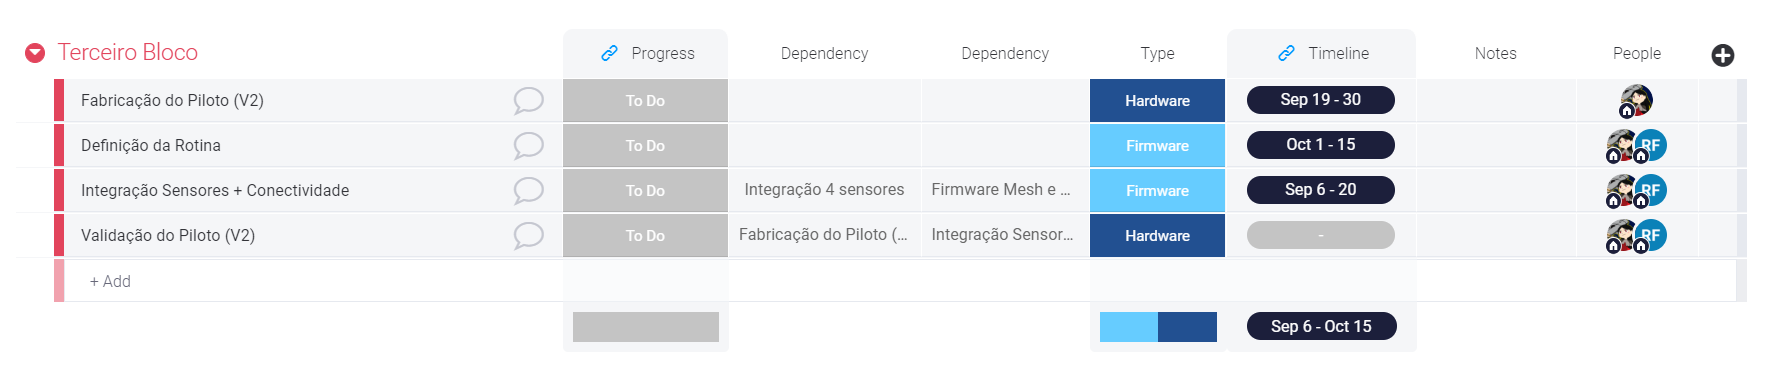 Terceiro Bloco Progress Dependency Dependency Type Timeline Notes People
Fabricação do Piloto (V2) To Do Hardware Sep 19 - 30
Definição da Rotina To Do Firmware Oct 1 - 15 RF
Integração Sensores + Conectividade To Do Integração 4 sensores Firmware Mesh e ... Firmware Sep 6 - 20 RF
Validação do Piloto (V2) To Do Fabricação do Piloto (... Integração Sensor... Hardware - RF
+ Add
Sep 6 - Oct 15